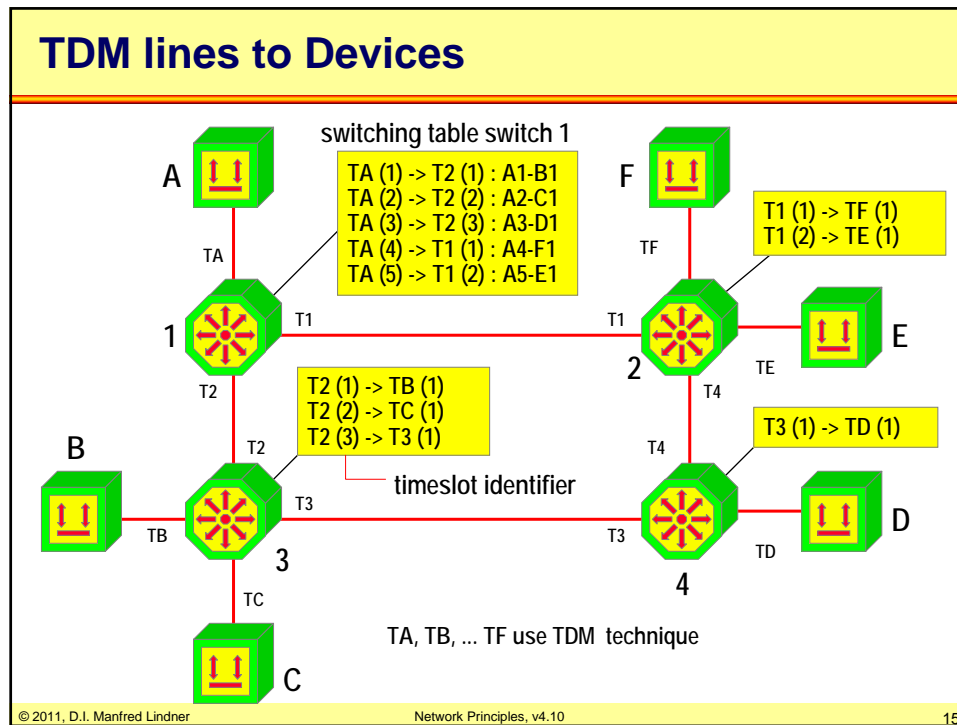 TDM lines to Devices
switching table switch 1
A
TA (1) -> T2 (1) : A1-B1
TA (2) -> T2 (2) : A2-C1
TA (3) -> T2 (3) : A3-D1
TA (4) -> T1 (1) : A4-F1
TA (5) -> T1 (2) : A5-E1
F
T1 (1) -> TF (1)
T1 (2) -> TE (1)
TA
TF
1
T1
T1
E
2
TE
T2
T4
T2 (1) -> TB (1)
T2 (2) -> TC (1)
T2 (3) -> T3 (1)
T3 (1) -> TD (1)
B
T2
T4
timeslot identifier
T3
T3
D
TB
TD
3
4
TC
TA, TB, ... TF use TDM technique
C
© 2011, D.I. Manfred Lindner
Network Principles, v4.10
15